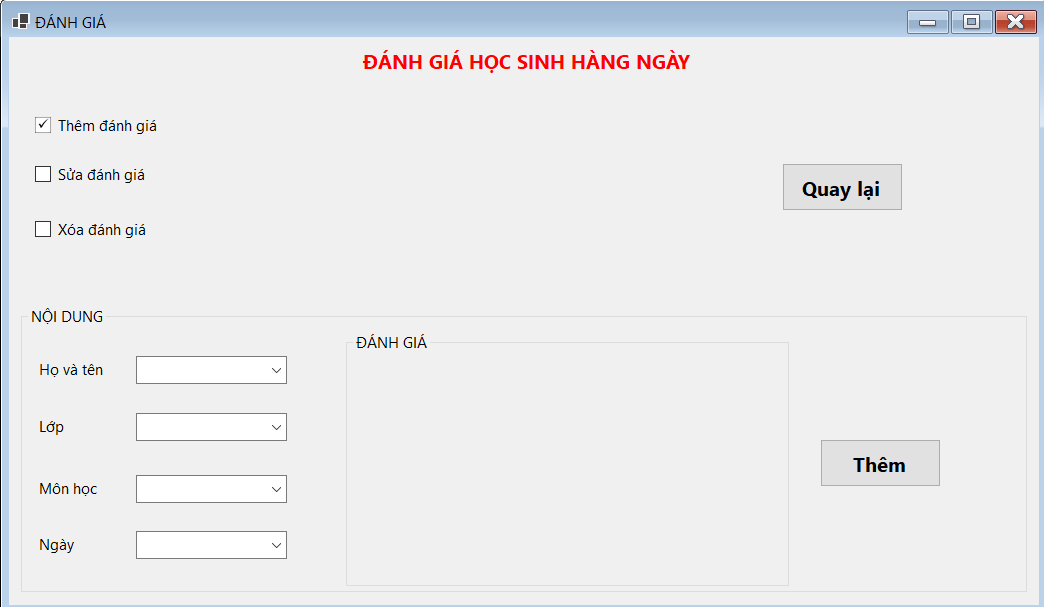 ĐÁNH GIÁ
ĐÁNH GIÁ HỌC SINH HÀNG NGÀY
Thêm đánh giá
Sửa đánh giá
Quay lại
Xóa đánh giá
NỘI DUNG
ĐÁNH GIÁ
Họ và tên
Lớp
Thêm
Môn học
Ngày